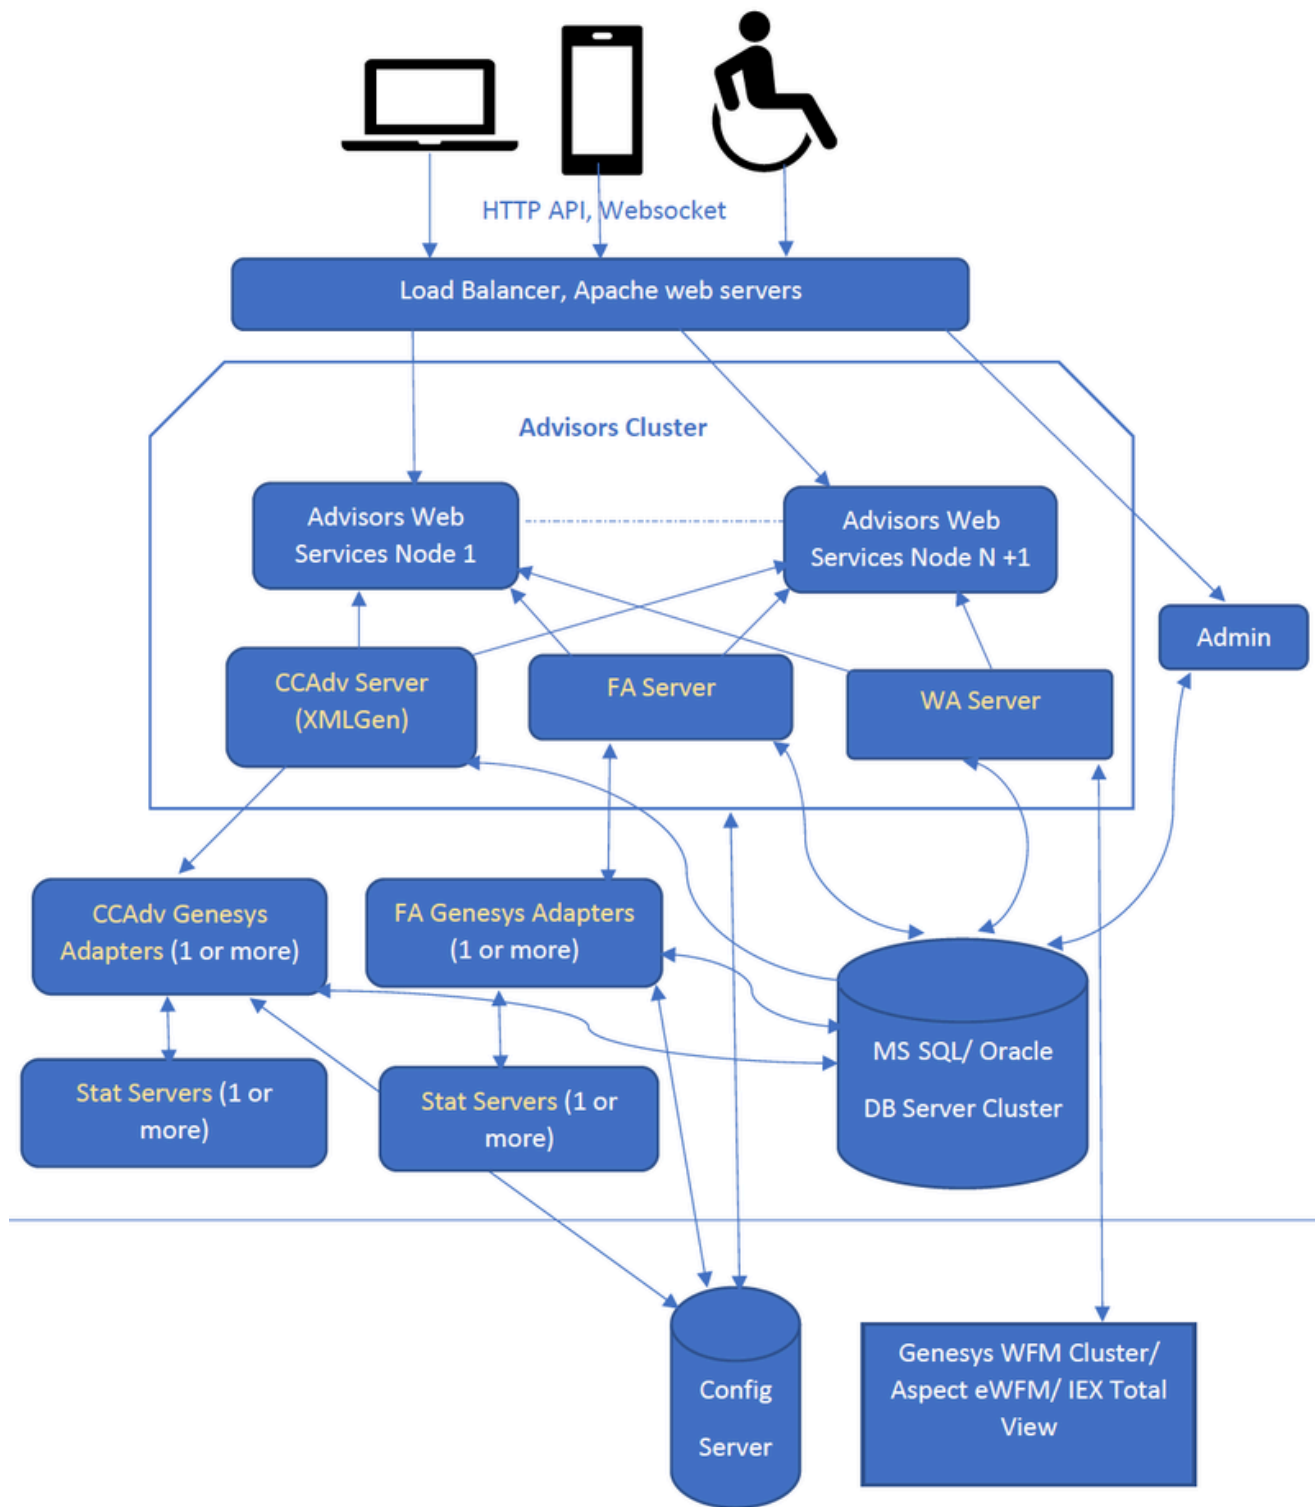 HTTP API, Websocket
Load Balancer, Apache web servers
Advisors Cluster
Advisors Web
Services Node 1
Advisors Web
Services Node N +1
Admin
CCAdv Server
(XMLGen)
FA Server
WA Server
CCAdv Genesys
Adapters (1 or more)
FA Genesys Adapters
(1 or more)
MS SQL/ Oracle
DB Server Cluster
Stat Servers (1 or
more)
Stat Servers (1 or
more)
Config
Server
Genesys WFM Cluster/
Aspect eWFM/ IEX Total
View